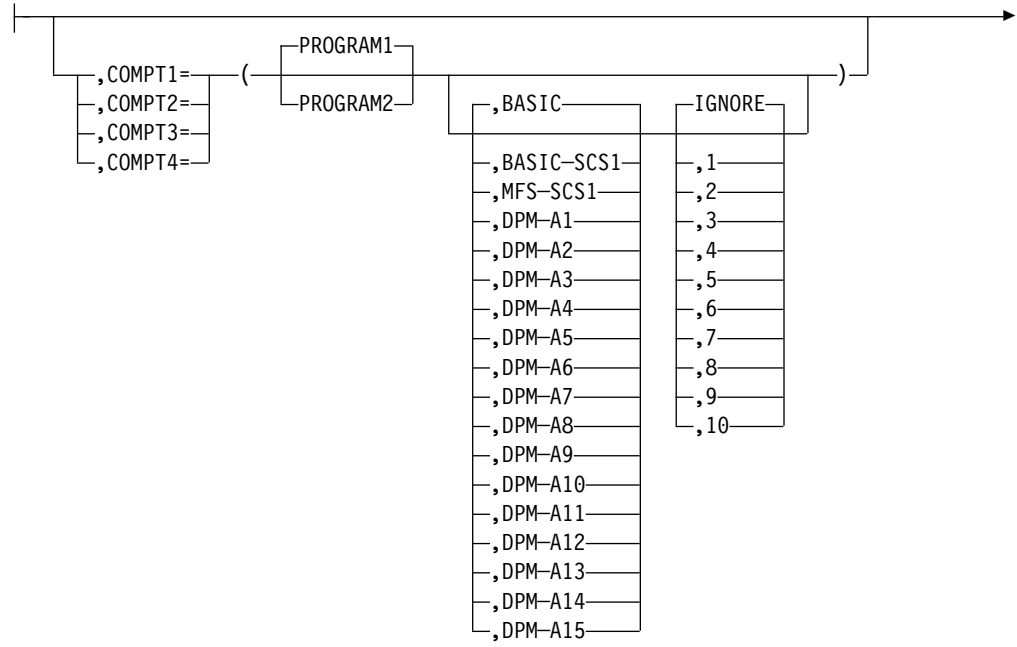 PROGRAM1
,COMPT1= ( )
,COMPT2= PROGRAM2 ,BASIC IGNORE
,COMPT3=
,COMPT4= ,BASIC-SCS1 ,1
,MFS-SCS1 ,2
,DPM-A1 ,3
,DPM-A2 ,4
,DPM-A3 ,5
,DPM-A4 ,6
,DPM-A5 ,7
,DPM-A6 ,8
,DPM-A7 ,9
,DPM-A8 ,10
,DPM-A9
,DPM-A10
,DPM-A11
,DPM-A12
,DPM-A13
,DPM-A14
,DPM-A15